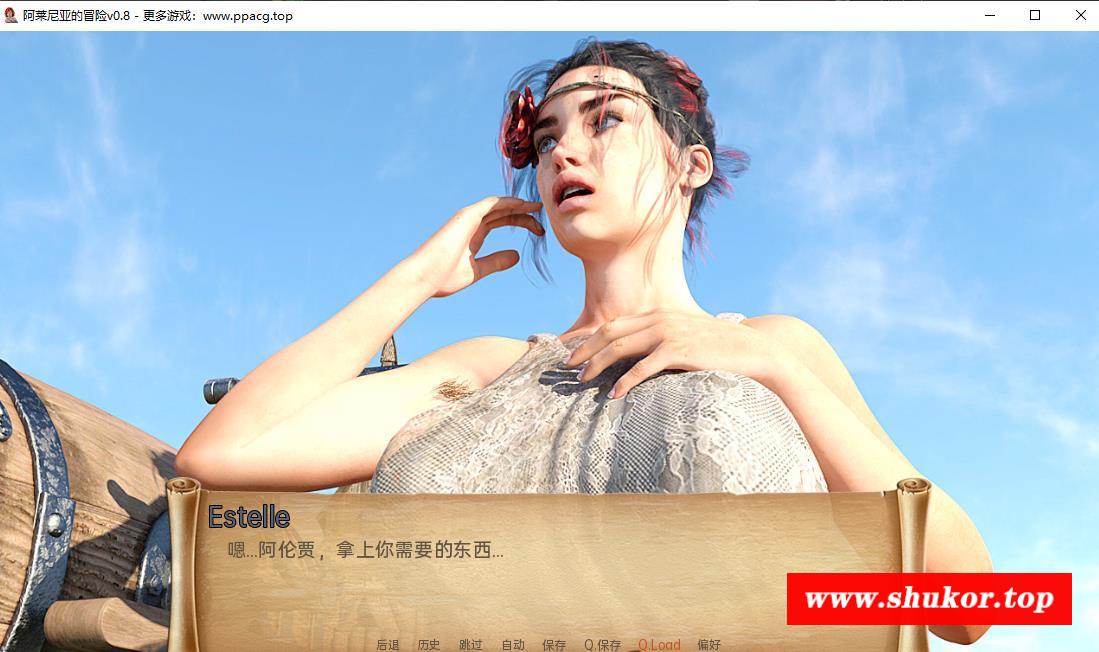 阿莱尼亚的冒险v0.8 - 更多游戏：www.ppacg.top
Estelle
嗯...阿伦贾，拿上你需要的东西...
www.shukor.top
后退 历史 跳过 自动 保存 Q.保存 Q.Load 偏好